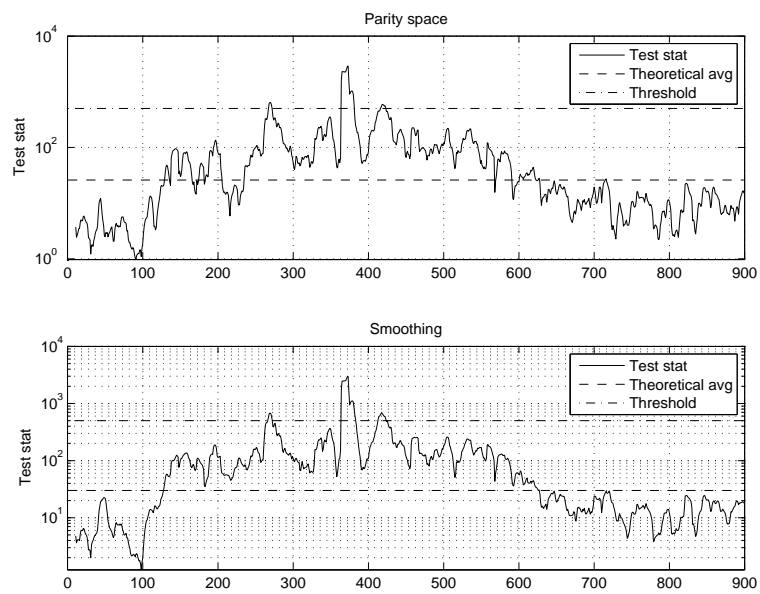 Parity space
10^4
10^2
10^0
Test stat
Test stat
Theoretical avg
Threshold
0 100 200 300 400 500 600 700 800 900
Smoothing
10^4
10^3
10^2
10^1
Test stat
Test stat
Theoretical avg
Threshold
0 100 200 300 400 500 600 700 800 900